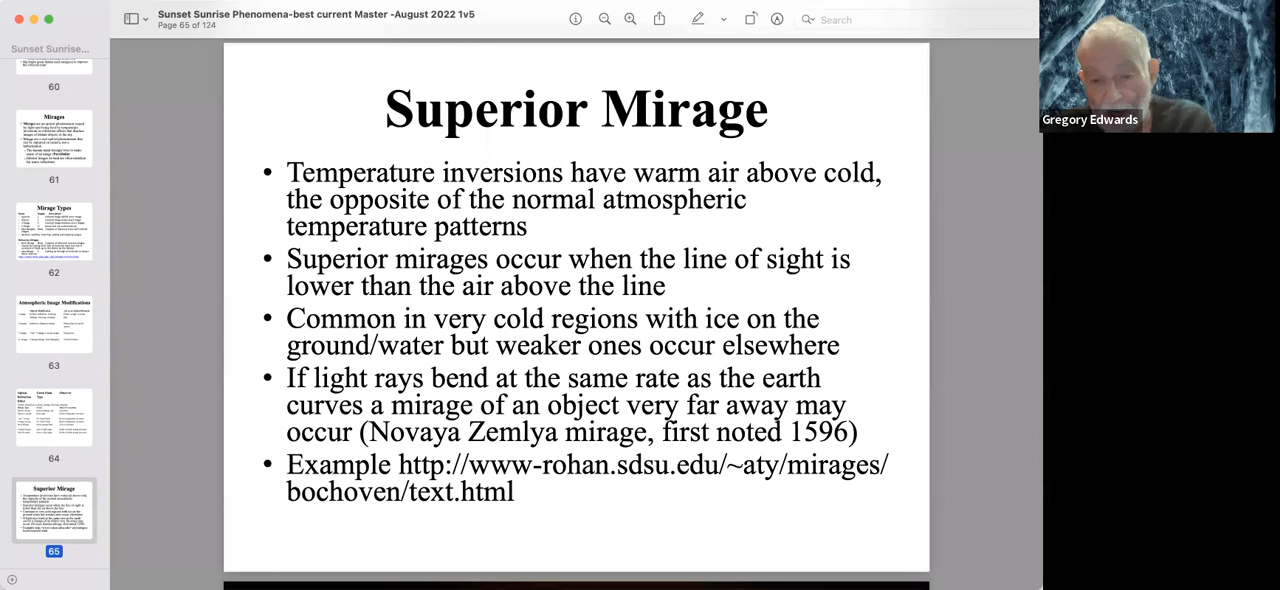 Sunset Sunrise Phenomena-best current Master -August 2022 1v5
Page 65 of 124
Search
Sunset Sunrise...
60
Mirages
61
Mirage Types
62
Atmospheric Image Modifications
63
64
Superior Mirage
65
Superior Mirage
• Temperature inversions have warm air above cold,
the opposite of the normal atmospheric
temperature patterns
• Superior mirages occur when the line of sight is
lower than the air above the line
• Common in very cold regions with ice on the
ground/water but weaker ones occur elsewhere
• If light rays bend at the same rate as the earth
curves a mirage of an object very far away may
occur (Novaya Zemlya mirage, first noted 1596)
• Example http://www-rohan.sdsu.edu/~aty/mirages/
bochoven/text.html
Gregory Edwards